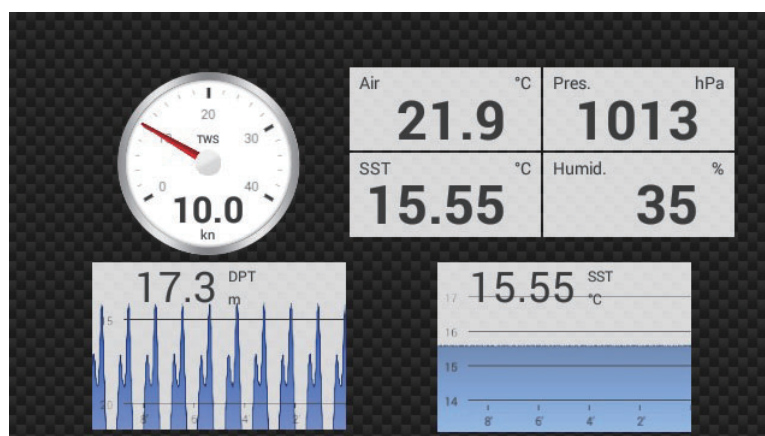 20
10
TWS
30
0
40
10.0
kn
Air °C
21.9
Pres. hPa
1013
SST °C
15.55
Humid. %
35
17.3 DPT
m
15
20
8' 6' 4' 2'
15.55 SST
°C
17
16
15
14
8' 6' 4' 2'